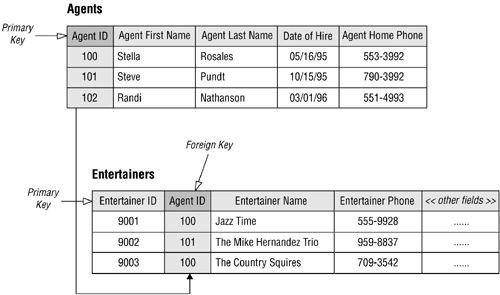 Agents
Primary Key
Agent ID Agent First Name Agent Last Name Date of Hire Agent Home Phone
100 Stella Rosales 05/16/95 553-3992
101 Steve Pundt 10/15/95 790-3992
102 Randi Nathanson 03/01/96 551-4993
Foreign Key
Entertainers
Primary Key
Entertainer ID Agent ID Entertainer Name Entertainer Phone << other fields >>
9001 100 Jazz Time 555-9928 ......
9002 101 The Mike Hernandez Trio 959-8837 ......
9003 100 The Country Squires 709-3542 ......